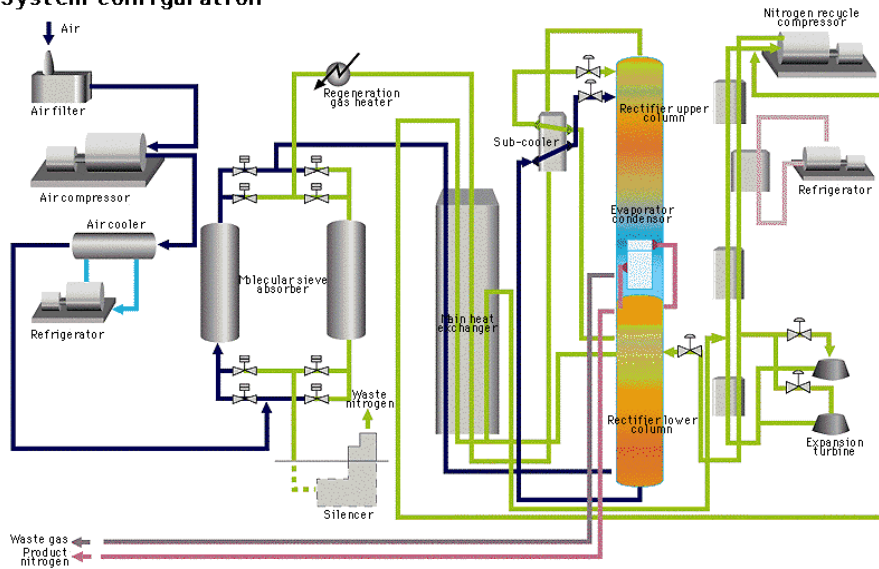 System configuration
Air
Air filter
Air compressor
Air cooler
Refrigerator
Regeneration
gas heater
Molecular sieve
absorber
Waste
nitrogen
Silencer
Main heat
exchanger
Sub-cooler
Rectifier upper
column
Evaporator
condensor
Rectifier lower
column
Nitrogen recycle
compressor
Refrigerator
Expansion
turbine
Waste gas
Product
nitrogen